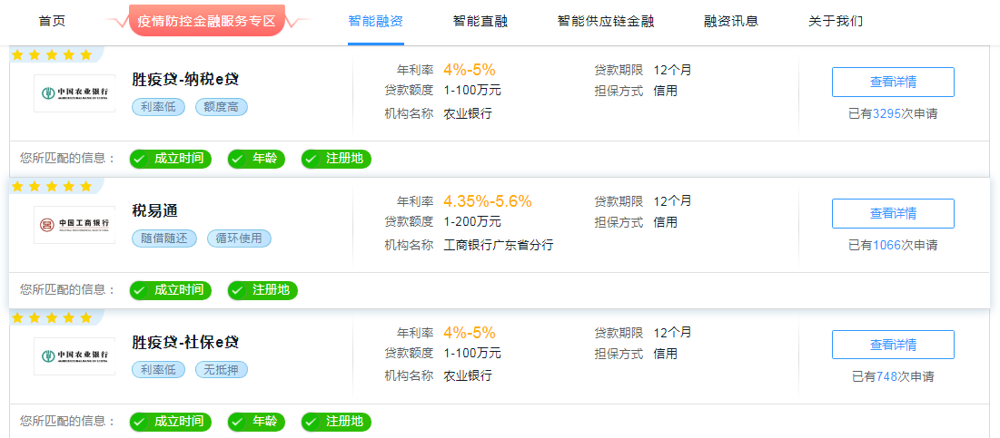 首页 疫情防控金融服务专区 智能融资 智能直融 智能供应链金融 融资讯息 关于我们
中国农业银行
AGRICULTURAL BANK OF CHINA
胜疫贷-纳税e贷
利率低 额度高
年利率 4%-5% 贷款期限 12个月
贷款额度 1-100万元 担保方式 信用
机构名称 农业银行
查看详情
已有3295次申请
您所匹配的信息： 成立时间 年龄 注册地
中国工商银行
税易通
随借随还 循环使用
年利率 4.35%-5.6% 贷款期限 12个月
贷款额度 1-200万元 担保方式 信用
机构名称 工商银行广东省分行
查看详情
已有1066次申请
您所匹配的信息： 成立时间 注册地
中国农业银行
AGRICULTURAL BANK OF CHINA
胜疫贷-社保e贷
利率低 无抵押
年利率 4%-5% 贷款期限 12个月
贷款额度 1-100万元 担保方式 信用
机构名称 农业银行
查看详情
已有748次申请
您所匹配的信息： 成立时间 年龄 注册地